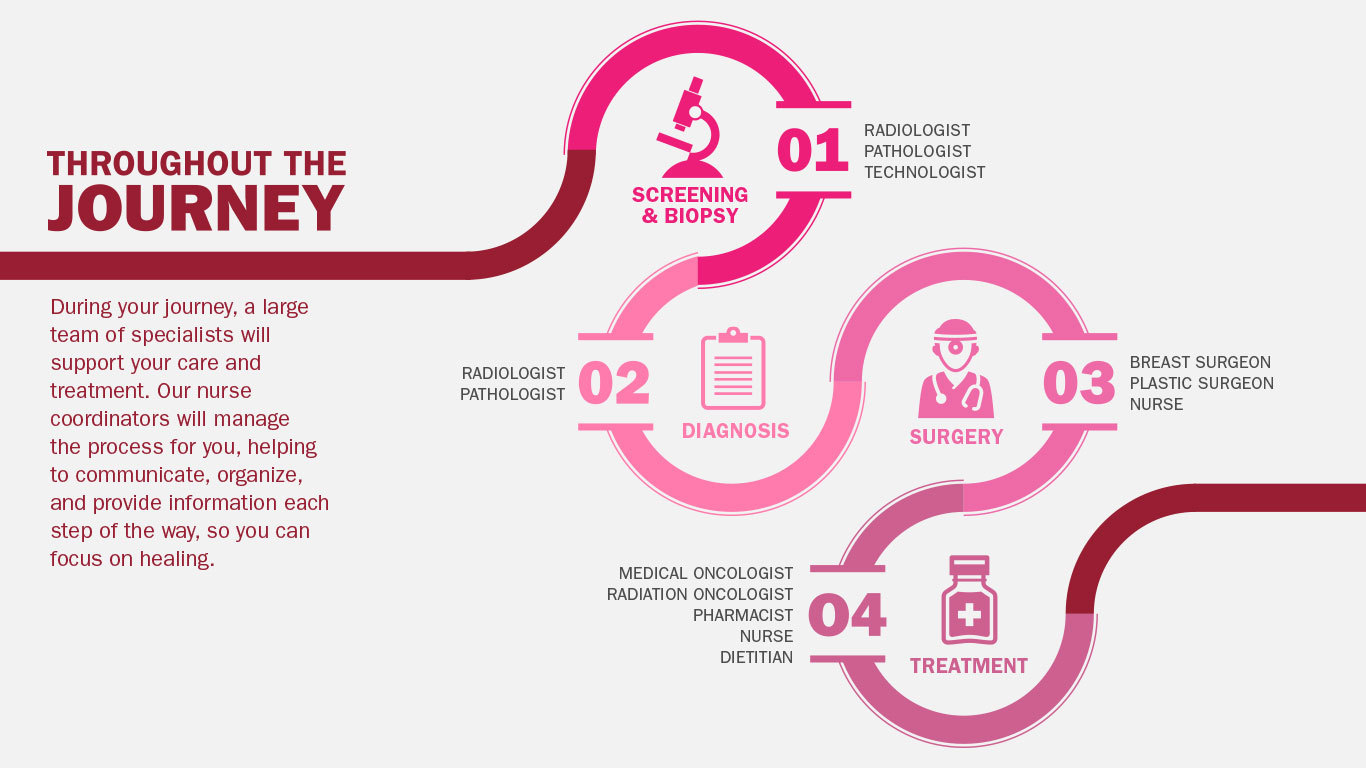 THROUGHOUT THE
JOURNEY
During your journey, a large
team of specialists will
support your care and
treatment. Our nurse
coordinators will manage
the process for you, helping
to communicate, organize,
and provide information each
step of the way, so you can
focus on healing.
SCREENING
& BIOPSY
01
RADIOLOGIST
PATHOLOGIST
TECHNOLOGIST
RADIOLOGIST
PATHOLOGIST
02
DIAGNOSIS
SURGERY
03
BREAST SURGEON
PLASTIC SURGEON
NURSE
MEDICAL ONCOLOGIST
RADIATION ONCOLOGIST
PHARMACIST
NURSE
DIETITIAN
04
TREATMENT